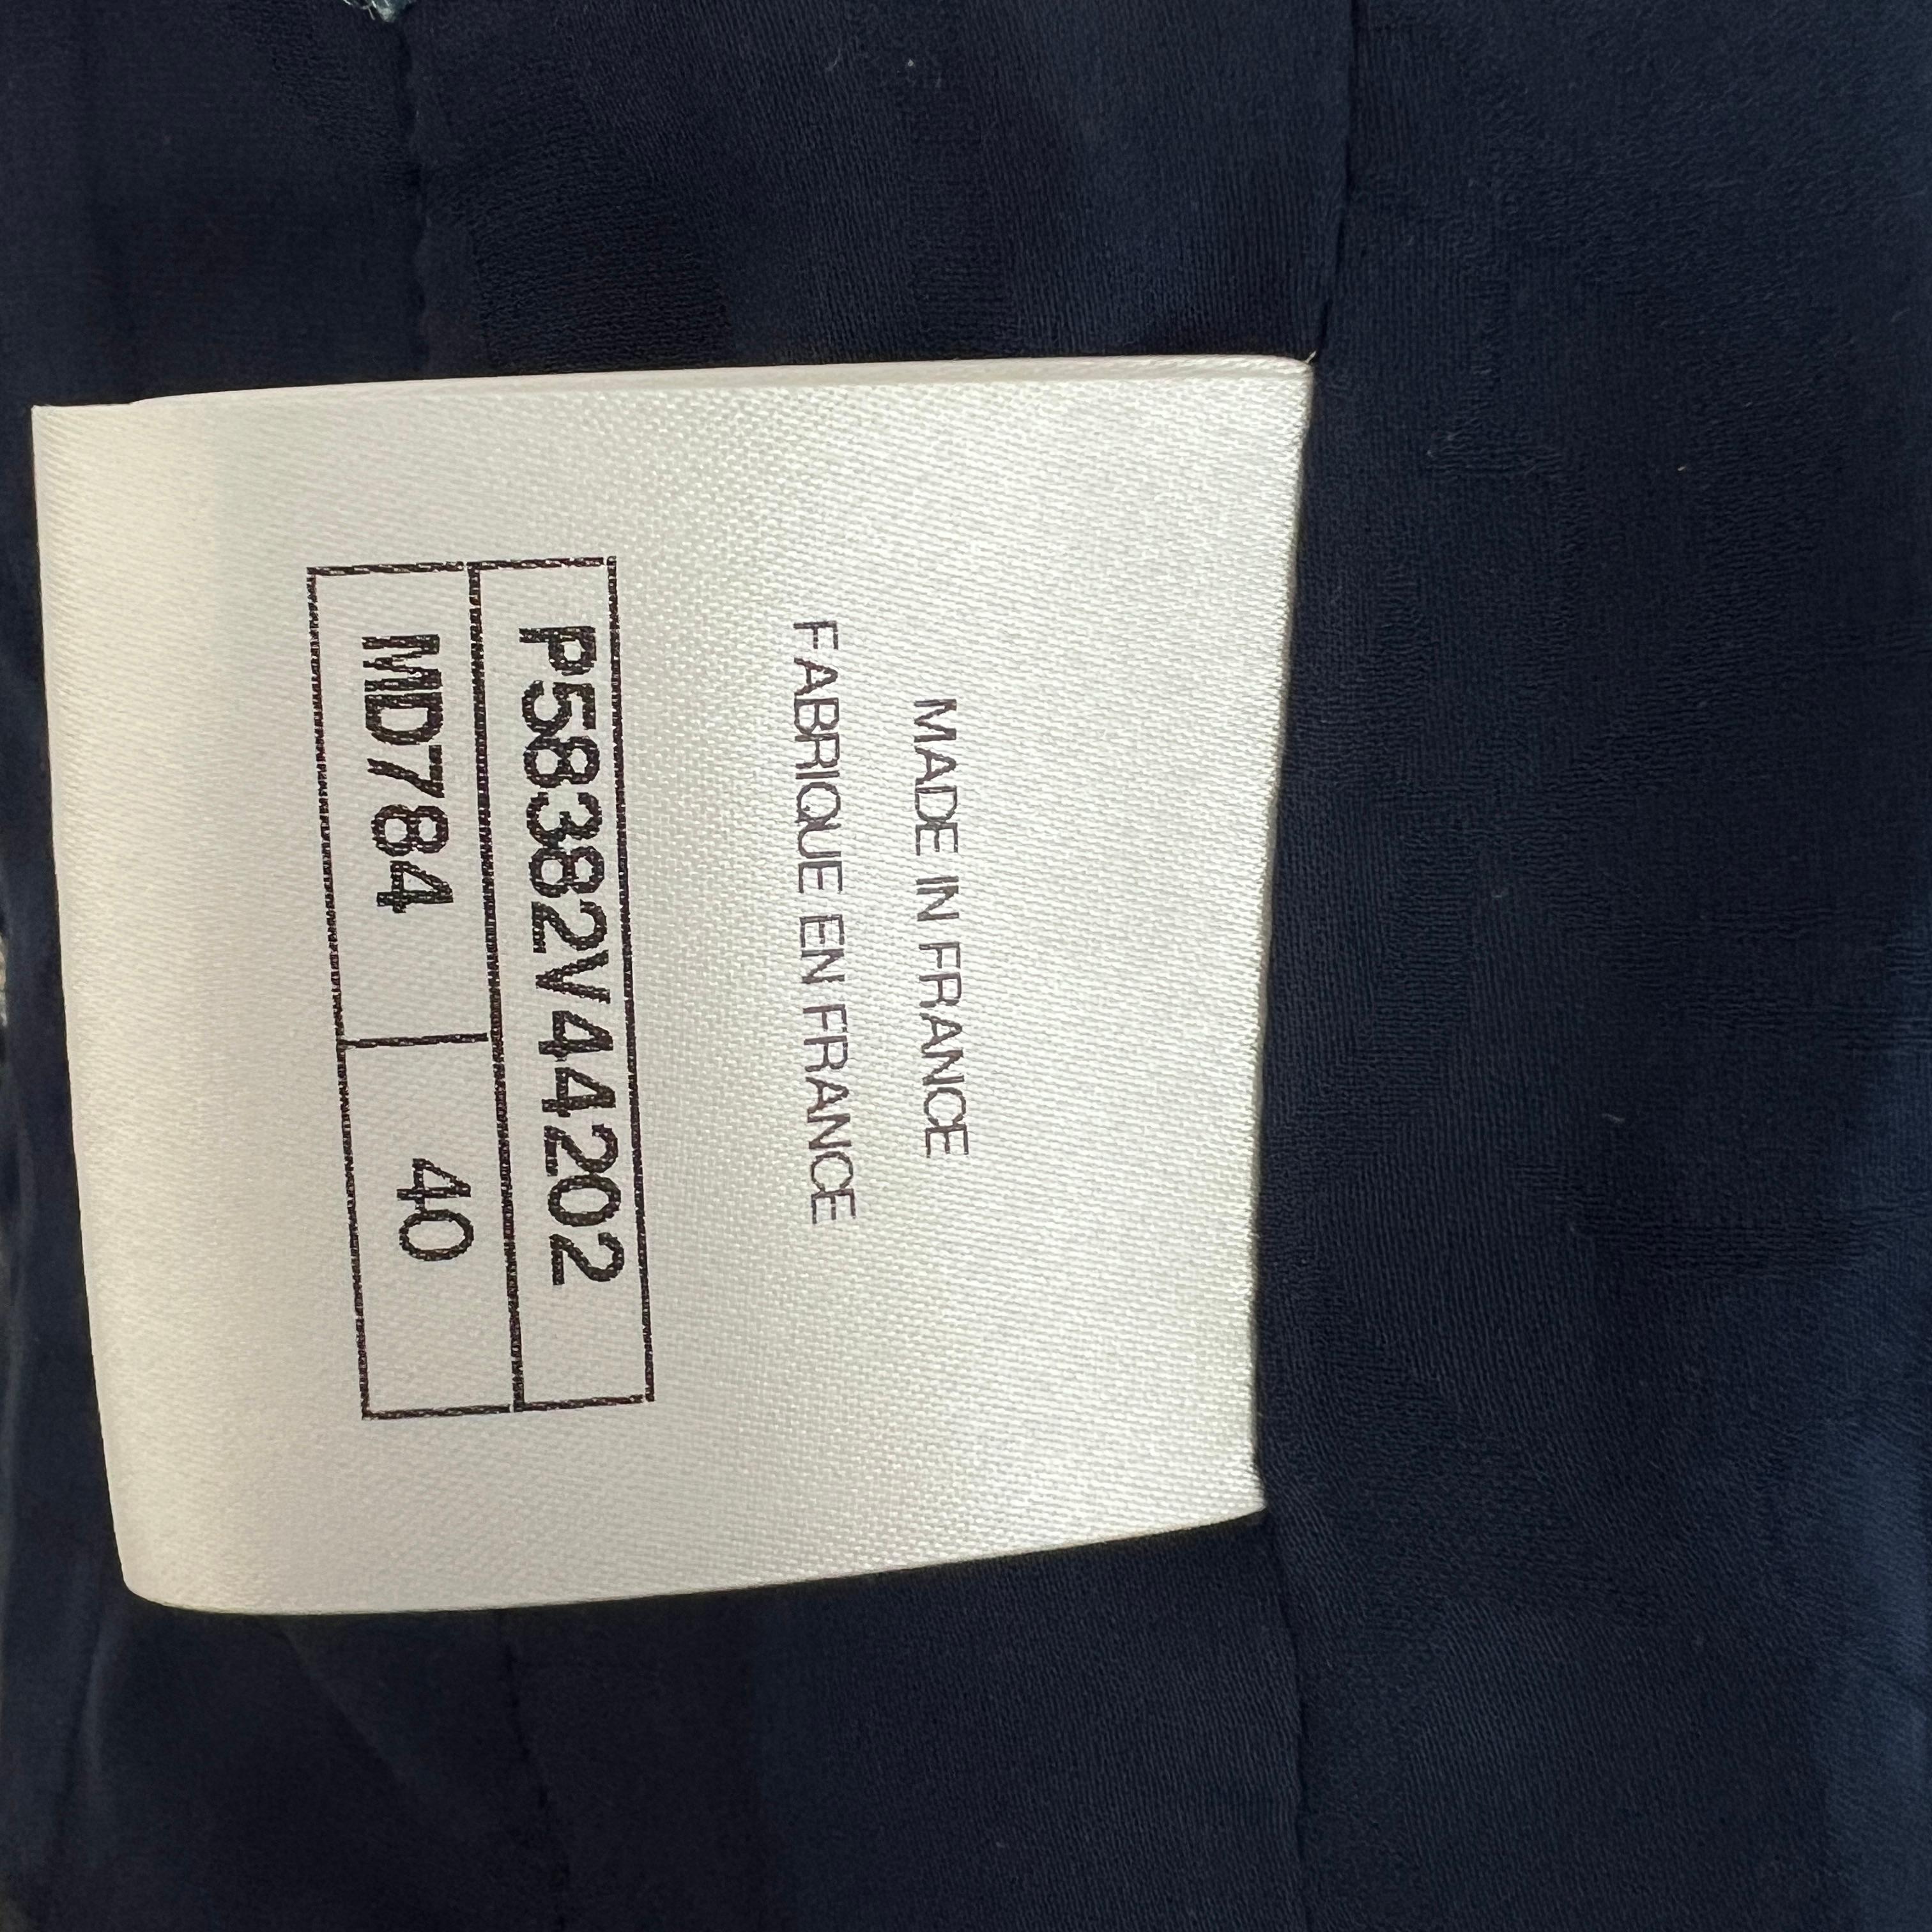 MADE IN FRANCE
FABRIQUE EN FRANCE
P58382V44202
MD784 40